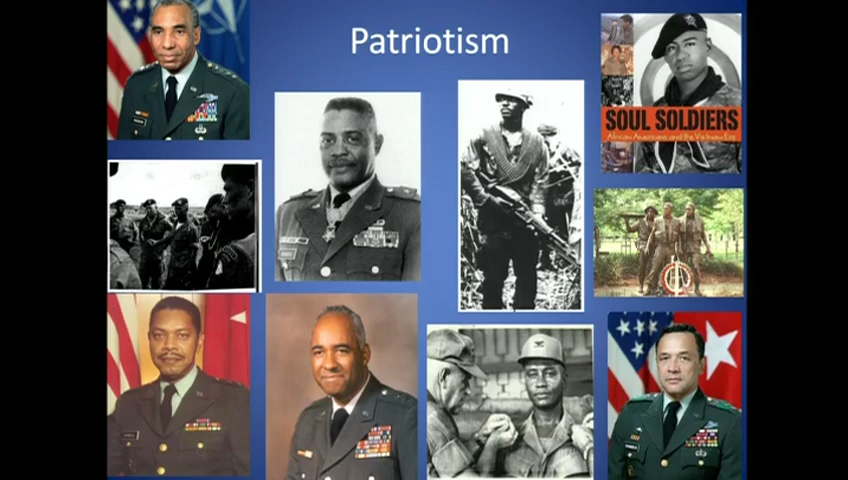 Patriotism
SOUL SOLDIERS
African Americans and the Vietnam Era